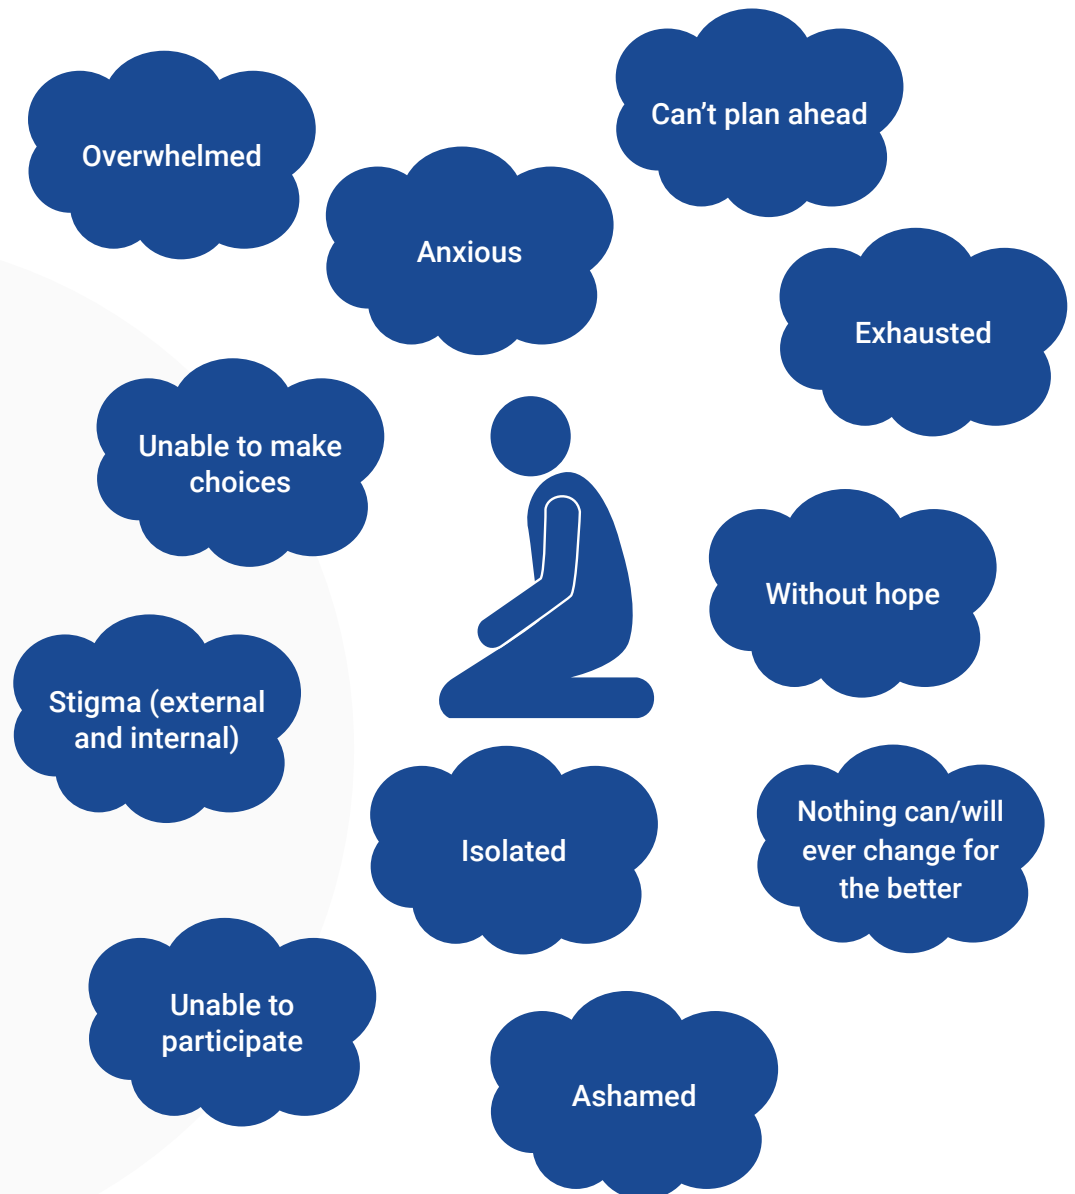 Can’t plan ahead
Overwhelmed
Anxious
Exhausted
Unable to make
choices
Without hope
Stigma (external
and internal)
Nothing can/will
ever change for
the better
Isolated
Unable to
participate
Ashamed